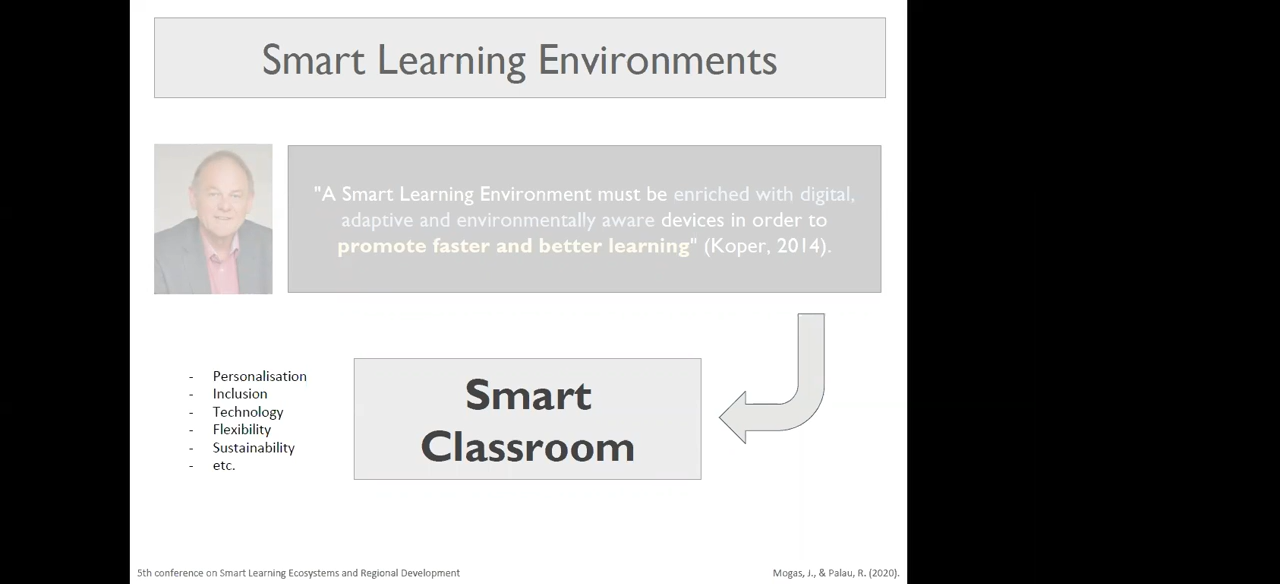 Smart Learning Environments
"A Smart Learning Environment must be enriched with digital,
adaptive and environmentally aware devices in order to
promote faster and better learning" (Koper, 2014).
- Personalisation
- Inclusion
- Technology
- Flexibility
- Sustainability
- etc.
Smart
Classroom
5th conference on Smart Learning Ecosystems and Regional Development
Mogas, J., & Palau, R. (2020).